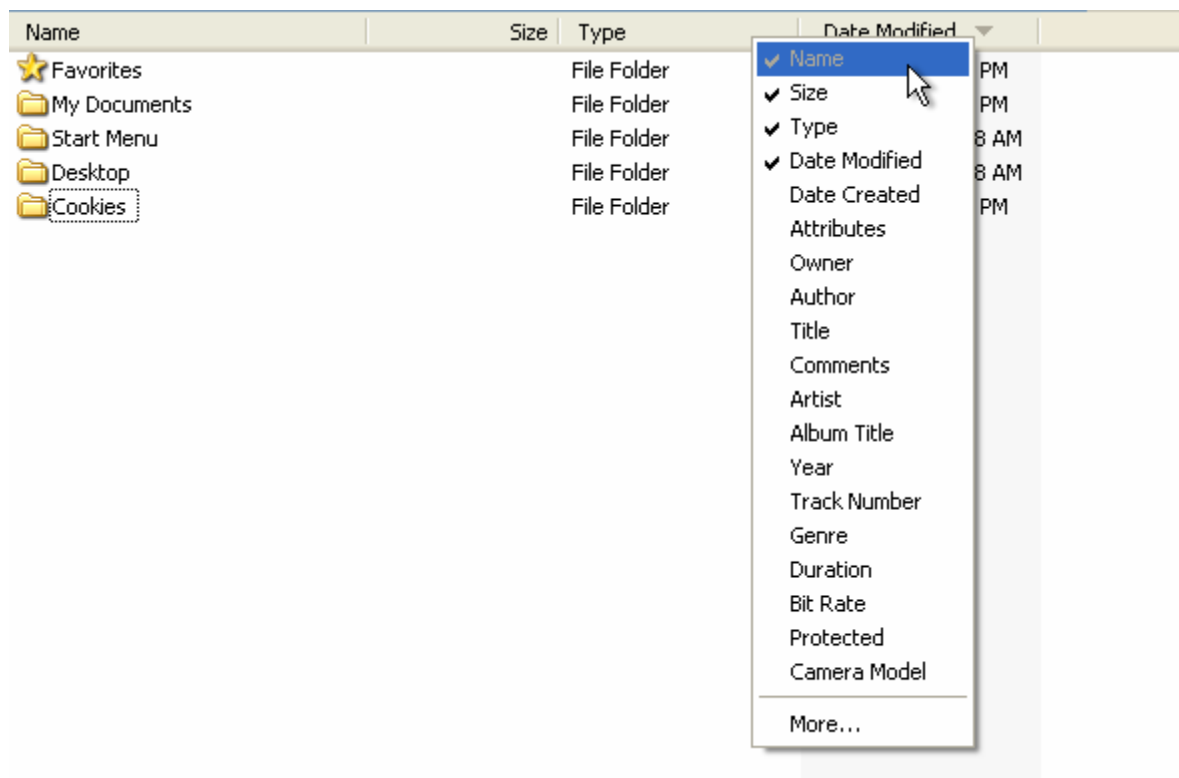 Name Size Type Date Modified
Favorites File Folder PM
My Documents File Folder PM
Start Menu File Folder 8 AM
Desktop File Folder 8 AM
Cookies File Folder PM
Name
Size
Type
Date Modified
Date Created
Attributes
Owner
Author
Title
Comments
Artist
Album Title
Year
Track Number
Genre
Duration
Bit Rate
Protected
Camera Model
More...